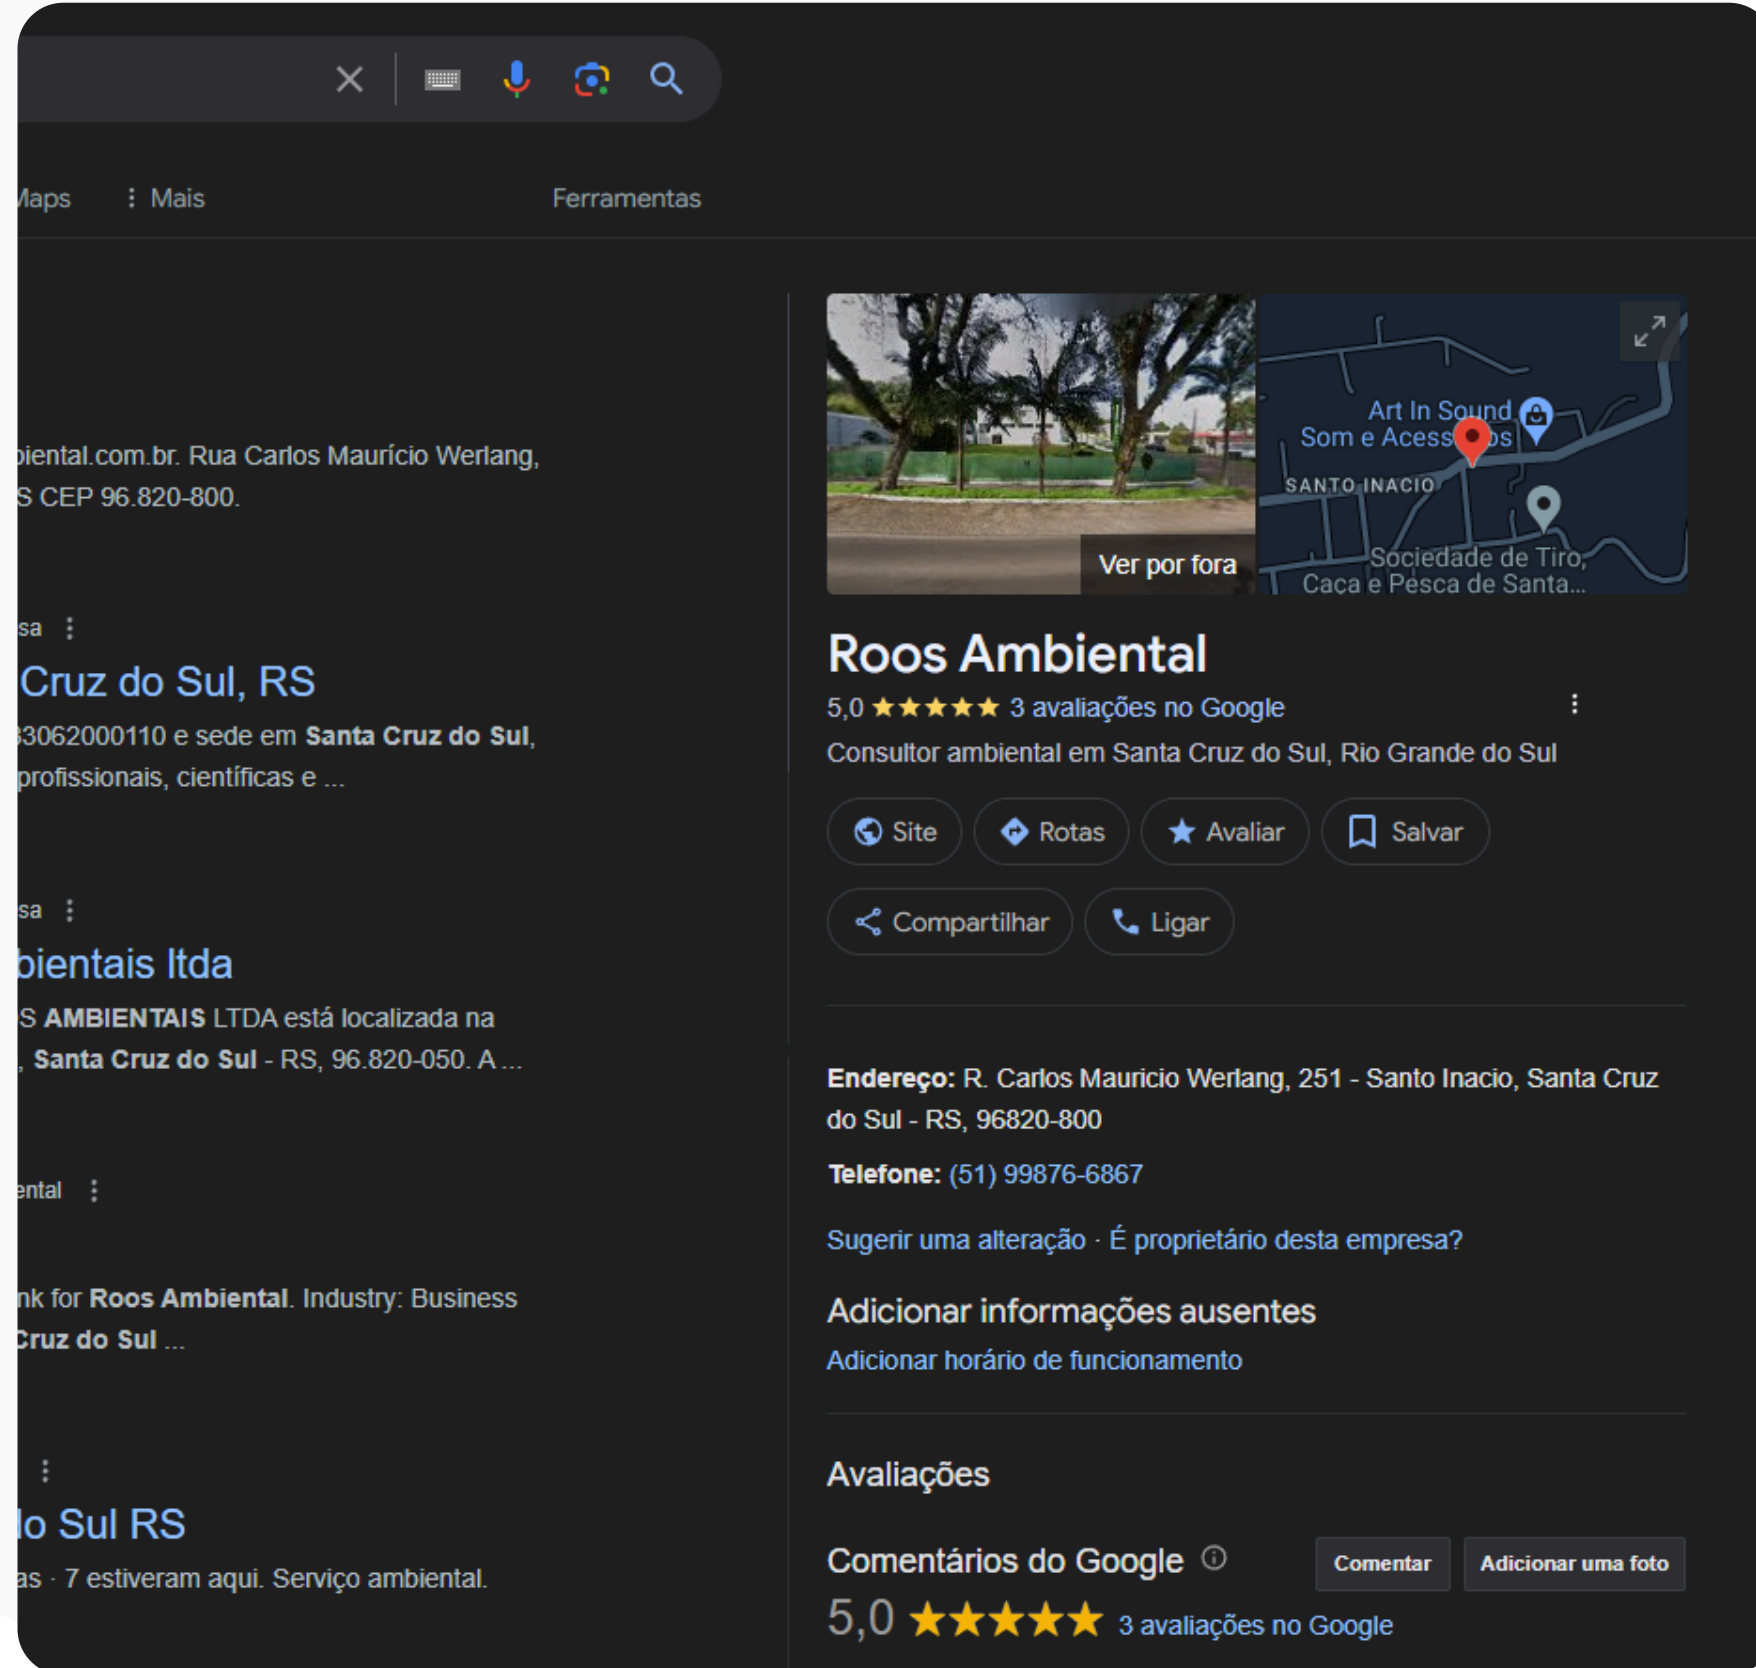 Maps
Mais
Ferramentas
biental.com.br. Rua Carlos Maurício Werlang,
S CEP 96.820-800.
sa
Cruz do Sul, RS
33062000110 e sede em Santa Cruz do Sul,
profissionais, científicas e ...
sa
bientais ltda
S AMBIENTAIS LTDA está localizada na
, Santa Cruz do Sul - RS, 96.820-050. A ...
ental
nk for Roos Ambiental. Industry: Business
Cruz do Sul ...
do Sul RS
as · 7 estiveram aqui. Serviço ambiental.
Ver por fora
Art In Sound
Som e Acess os
SANTO INACIO
Sociedade de Tiro,
Caça e Pesca de Santa...
Roos Ambiental
5,0 3 avaliações no Google
Consultor ambiental em Santa Cruz do Sul, Rio Grande do Sul
Site Rotas Avaliar Salvar
Compartilhar Ligar
Endereço: R. Carlos Mauricio Werlang, 251 - Santo Inacio, Santa Cruz
do Sul - RS, 96820-800
Telefone: (51) 99876-6867
Sugerir uma alteração · É proprietário desta empresa?
Adicionar informações ausentes
Adicionar horário de funcionamento
Avaliações
Comentários do Google
Comentar
Adicionar uma foto
5,0 3 avaliações no Google